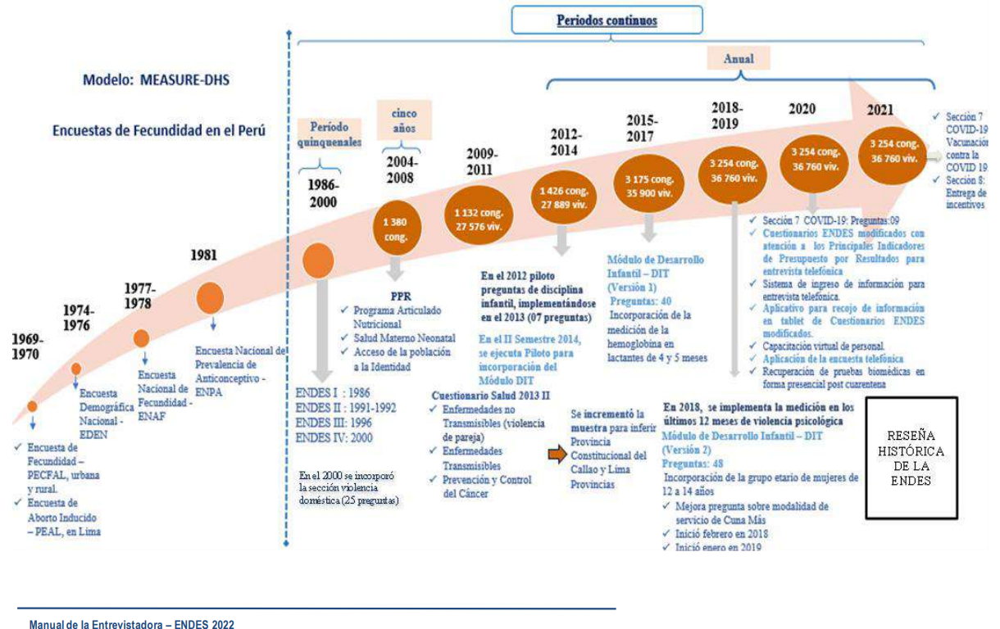 Periodos continuos
Anual
Modelo: MEASURE-DHS
Encuestas de Fecundidad en el Perú
Período
quinquenales
cinco
años
1969-
1970
1974-
1976
1977-
1978
1981
1986-
2000
2004-
2008
2009-
2011
2012-
2014
2015-
2017
2018-
2019
2020
2021
1 380
cong.
1 132 cong.
27 576 viv.
1 426 cong.
27 889 viv.
3 175 cong.
35 900 viv.
3 254 cong.
36 760 viv.
3 254 cong.
36 760 viv.
3 254 cong.
36 760 viv.
✓ Sección 7
COVID-19
Vacunación
contra la
COVID 19.
✓ Sección 8:
Entrega de
incentivos
✓ Encuesta de
Fecundidad –
PECFAL, urbana
y rural.
✓ Encuesta de
Aborto Inducido
– PEAL, en Lima
Encuesta
Demográfica
Nacional -
EDEN
Encuesta
Nacional de
Fecundidad -
ENAF
Encuesta Nacional de
Prevalencia de
Anticonceptivo -
ENPA
ENDES I : 1986
ENDES II : 1991-1992
ENDES III: 1996
ENDES IV: 2000
En el 2000 se incorporó
la sección violencia
doméstica (25 preguntas)
PPR
✓ Programa Articulado
Nutricional
✓ Salud Materno Neonatal
✓ Acceso de la población
a la Identidad
En el 2012 piloto
preguntas de disciplina
infantil, implementándose
en el 2013 (07 preguntas)
En el II Semestre 2014,
se ejecuta Piloto para
incorporación del
Módulo DIT
Cuestionario Salud 2013 II
✓ Enfermedades no
Transmisibles (violencia
de pareja)
✓ Enfermedades
Transmisibles
✓ Prevención y Control
del Cáncer
Se incrementó la
muestra para inferir
Provincia
Constitucional del
Callao y Lima
Provincias
Módulo de Desarrollo
Infantil – DIT
(Versión 1)
Preguntas: 40
Incorporación de la
medición de la
hemoglobina en
lactantes de 4 y 5 meses
✓ Sección 7 COVID-19: Preguntas:09
✓ Cuestionarios ENDES modificados con
atención a los Principales Indicadores
de Presupuesto por Resultados para
entrevista telefónica
✓ Sistema de ingreso de información para
entrevista telefónica.
✓ Aplicativo para recojo de información
en tablet de Cuestionarios ENDES
modificados.
✓ Capacitación virtual de personal.
✓ Aplicación de la encuesta telefónica
✓ Recuperación de pruebas biomédicas en
forma presencial post cuarentena
En 2018, se implementa la medición en los
últimos 12 meses de violencia psicológica
Módulo de Desarrollo Infantil – DIT
(Versión 2)
Preguntas: 48
Incorporación de la grupo etario de mujeres de
12 a 14 años
✓ Mejora pregunta sobre modalidad de
servicio de Cuna Más
✓ Inició febrero en 2018
✓ Inició enero en 2019
RESEÑA
HISTÓRICA
DE LA
ENDES
Manual de la Entrevistadora – ENDES 2022